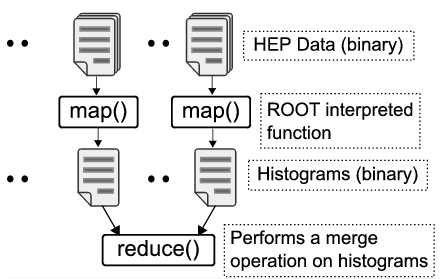 HEP Data (binary)
map()
map()
ROOT interpreted
function
Histograms (binary)
reduce()
Performs a merge
operation on histograms